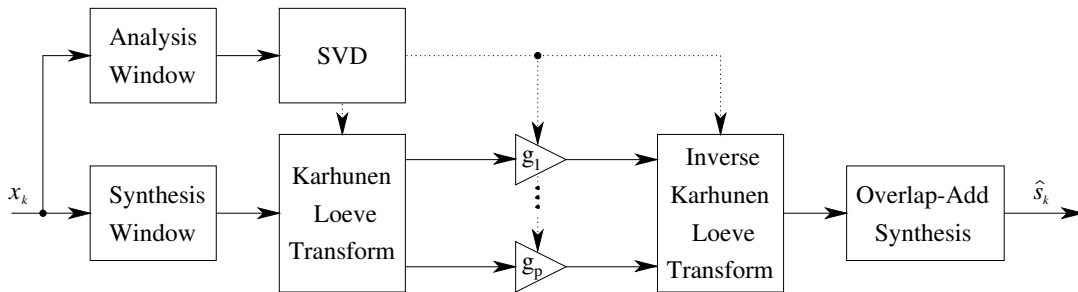 Analysis
Window
SVD
x_k
Synthesis
Window
Karhunen
Loeve
Transform
g_1
g_p
Inverse
Karhunen
Loeve
Transform
Overlap-Add
Synthesis
ŝ_k